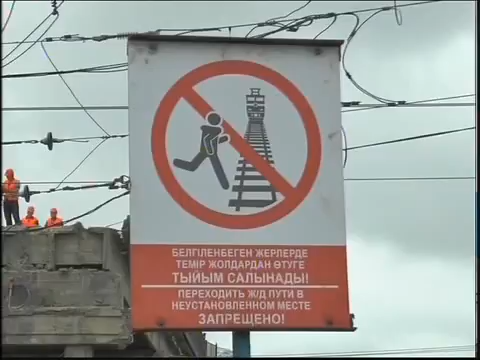 БЕЛГІЛЕНБЕГЕН ЖЕРЛЕРДЕ
ТЕМІР ЖОЛДАРДАН ӨТУГЕ
ТЫЙЫМ САЛЫНАДЫ!
ПЕРЕХОДИТЬ Ж/Д ПУТИ В
НЕУСТАНОВЛЕННОМ МЕСТЕ
ЗАПРЕЩЕНО!